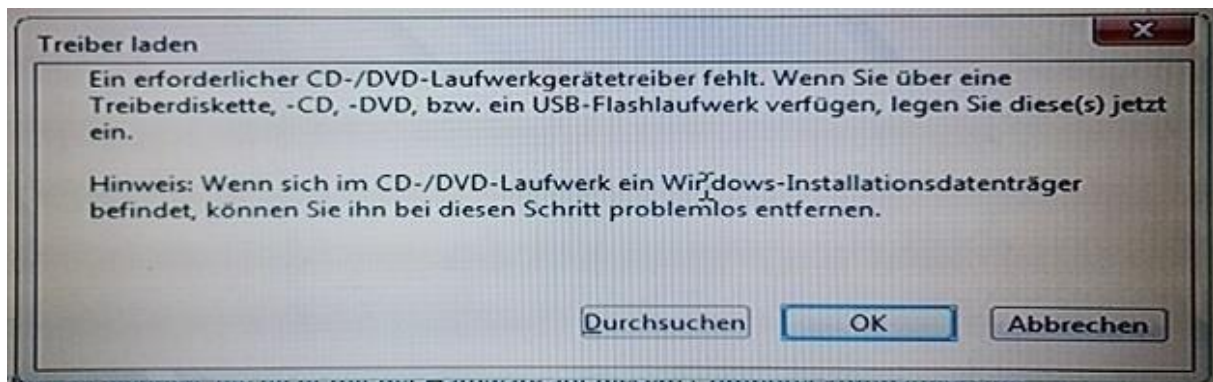 Treiber laden
Ein erforderlicher CD-/DVD-Laufwerkgerätetreiber fehlt. Wenn Sie über eine
Treiberdiskette, -CD, -DVD, bzw. ein USB-Flashlaufwerk verfügen, legen Sie diese(s) jetzt
ein.
Hinweis: Wenn sich im CD-/DVD-Laufwerk ein Windows-Installationsdatenträger
befindet, können Sie ihn bei diesen Schritt problemlos entfernen.
Durchsuchen OK Abbrechen